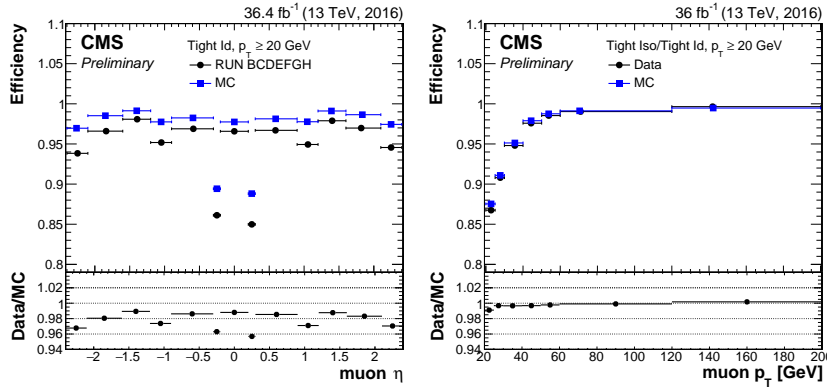 36.4 fb⁻¹ (13 TeV, 2016)
CMS
Preliminary
Tight Id, p_T ≥ 20 GeV
RUN BCDEFGH
MC
Efficiency
1.1
1.05
1
0.95
0.9
0.85
0.8
Data/MC
1.02
1
0.98
0.96
0.94
−2 −1.5 −1 −0.5 0 0.5 1 1.5 2
muon η
36 fb⁻¹ (13 TeV, 2016)
CMS
Preliminary
Tight Iso/Tight Id, p_T ≥ 20 GeV
Data
MC
Efficiency
1.1
1.05
1
0.95
0.9
0.85
0.8
Data/MC
1.02
1
0.98
0.96
0.94
20 40 60 80 100 120 140 160 180 200
muon p_T [GeV]